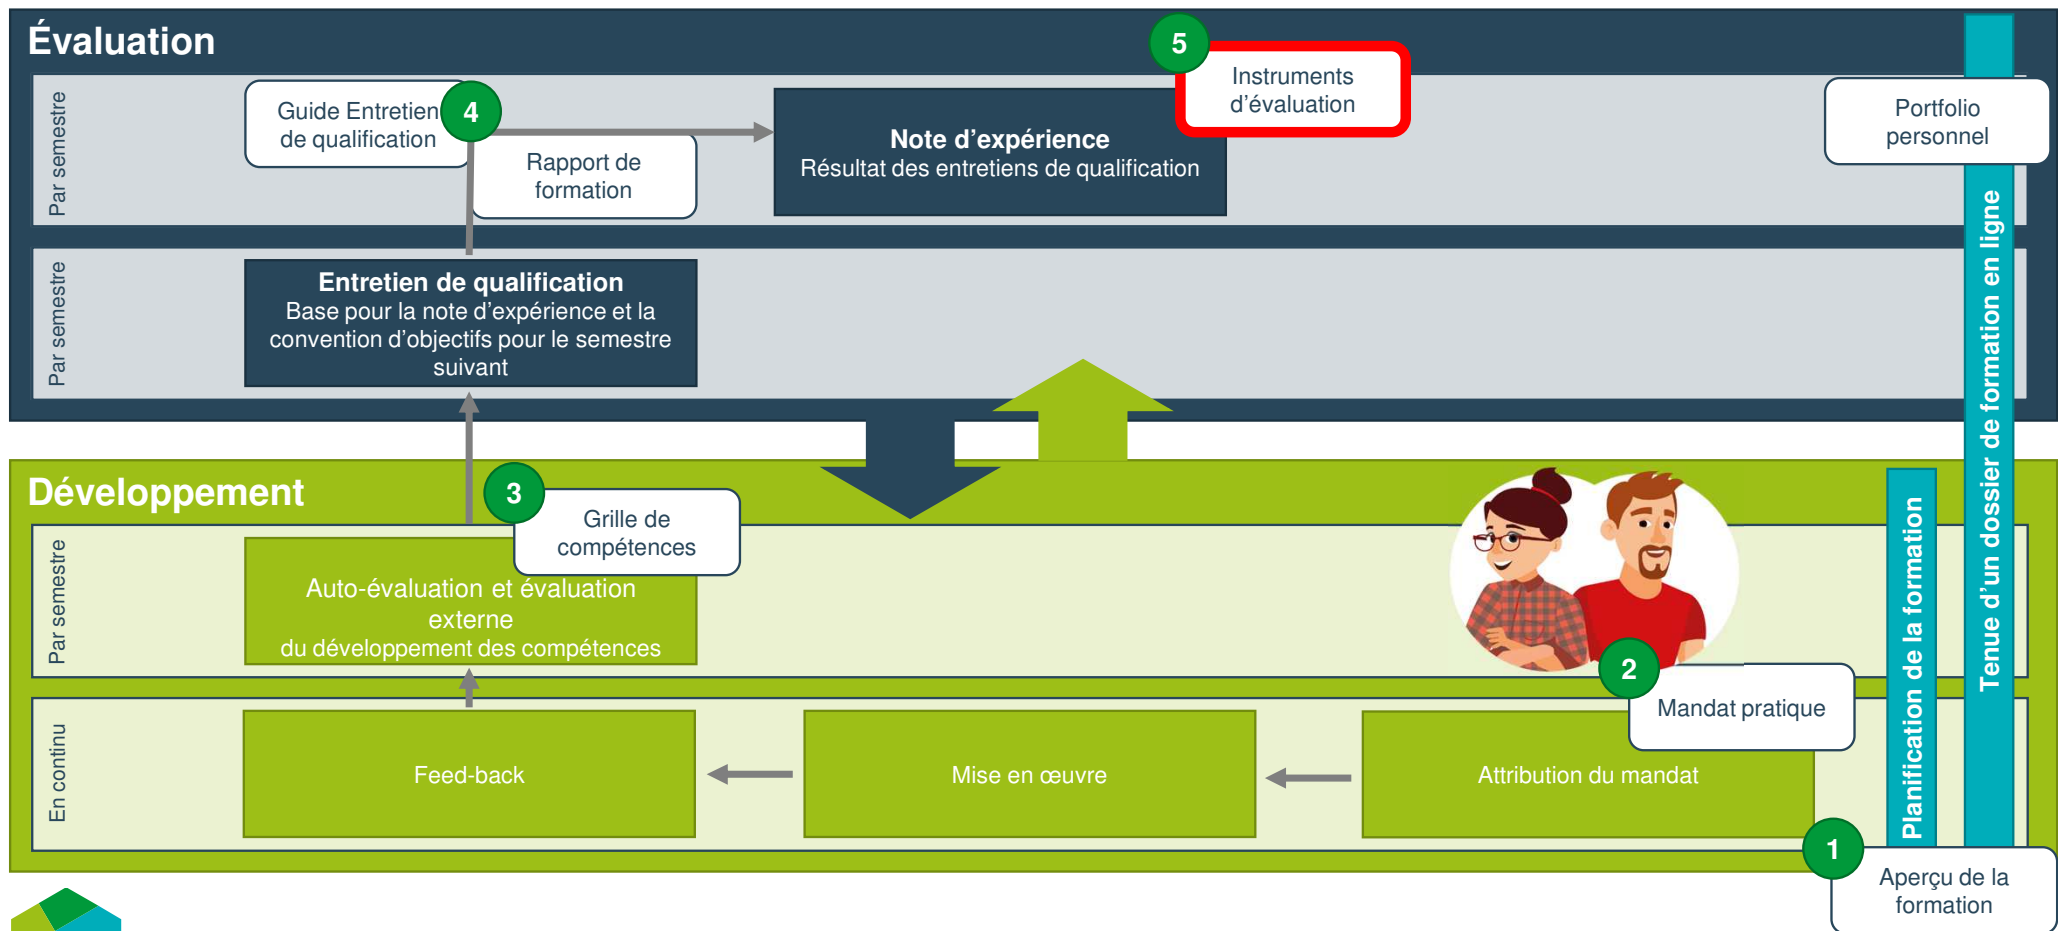 Évaluation
5
Instruments
d’évaluation
Par semestre
Guide Entretien
de qualification
4
Rapport de
formation
Note d’expérience
Résultat des entretiens de qualification
Portfolio
personnel
Par semestre
Entretien de qualification
Base pour la note d’expérience et la
convention d’objectifs pour le semestre
suivant
Tenue d’un dossier de formation en ligne
Développement
3
Grille de
compétences
Par semestre
Auto-évaluation et évaluation
externe
du développement des compétences
2
Mandat pratique
Planification de la formation
En continu
Feed-back
Mise en œuvre
Attribution du mandat
1
Aperçu de la
formation